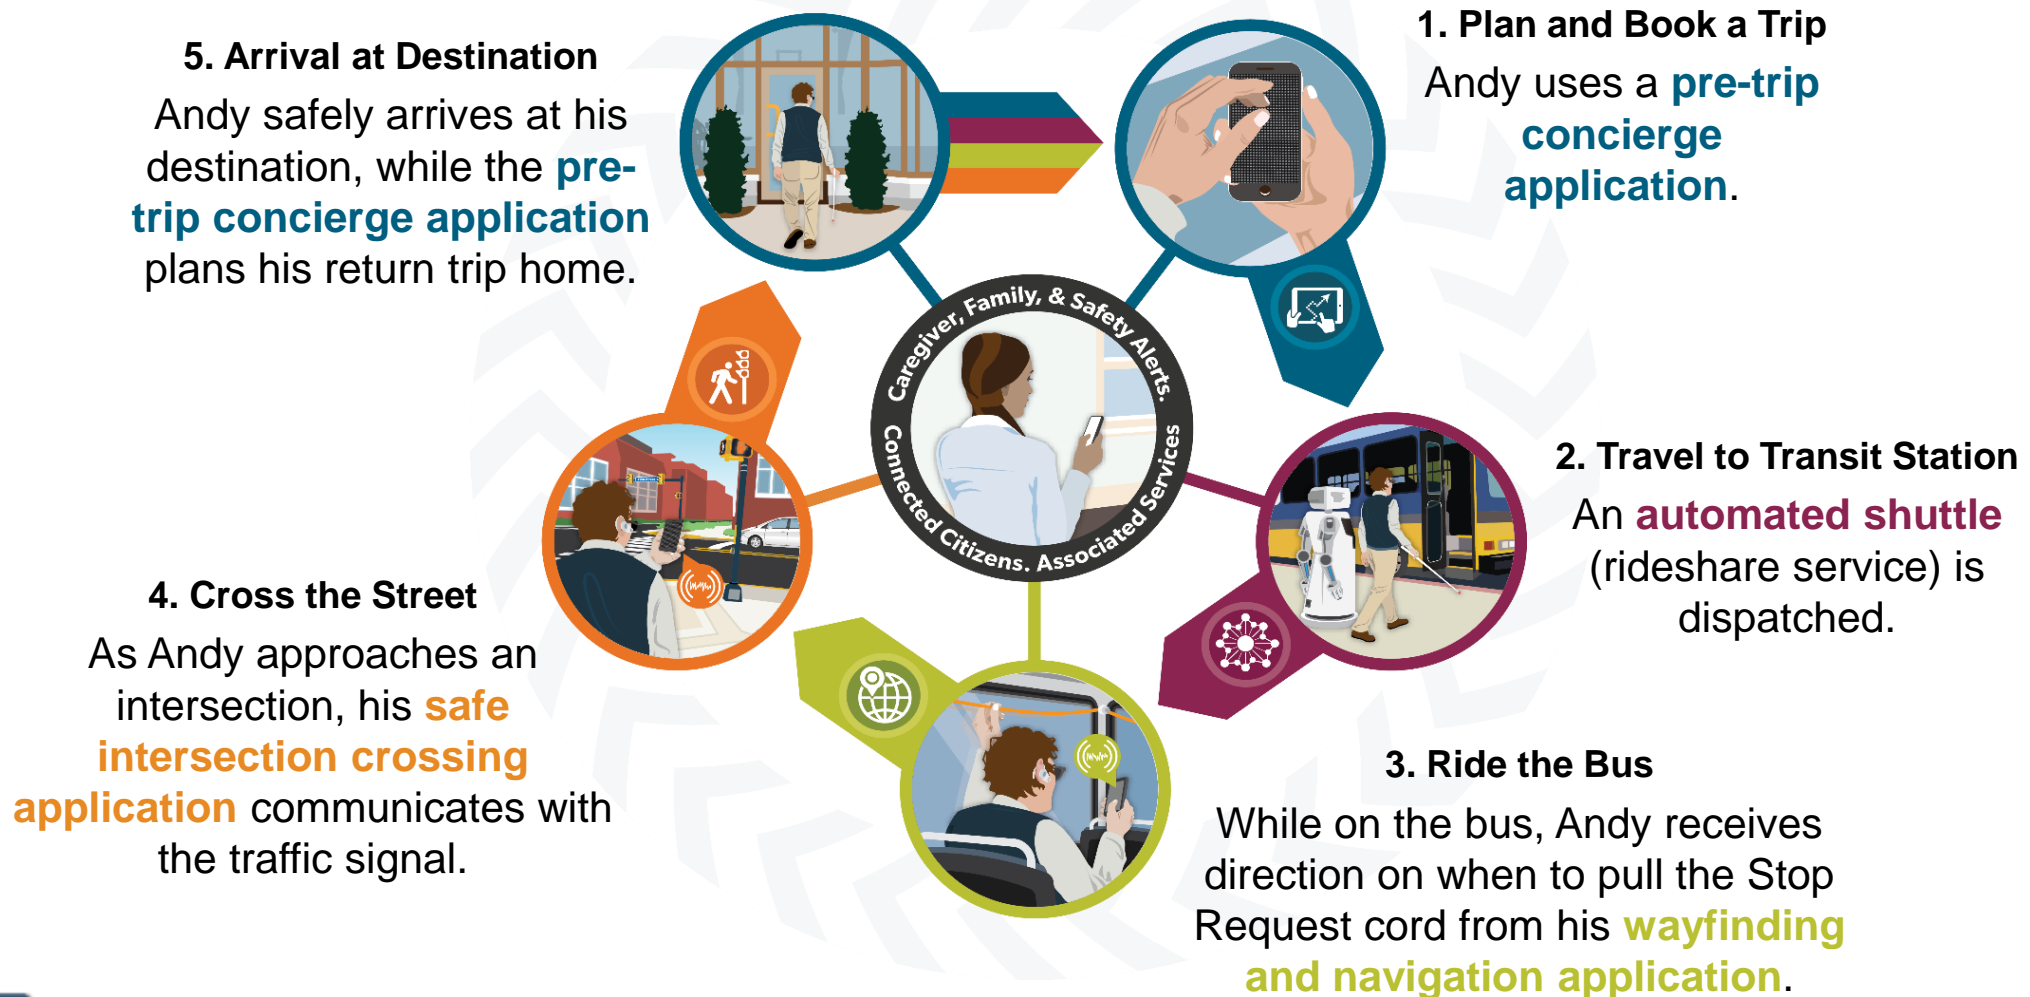 1. Plan and Book a Trip
Andy uses a pre-trip
concierge
application.
2. Travel to Transit Station
An automated shuttle
(rideshare service) is
dispatched.
3. Ride the Bus
While on the bus, Andy receives
direction on when to pull the Stop
Request cord from his wayfinding
and navigation application.
4. Cross the Street
As Andy approaches an
intersection, his safe
intersection crossing
application communicates with
the traffic signal.
5. Arrival at Destination
Andy safely arrives at his
destination, while the pre-
trip concierge application
plans his return trip home.
Caregiver, Family, & Safety Alerts.
Connected Citizens. Associated Services